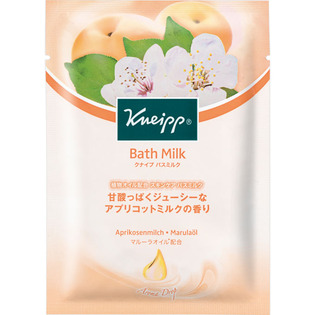 Kneipp®
Bath Milk
クナイプ バスミルク
植物オイル配合 スキンケア バスミルク
甘酸っぱくジューシーな
アプリコットミルクの香り
Aprikosenmilch・Marulaöl
マルーラオイル配合